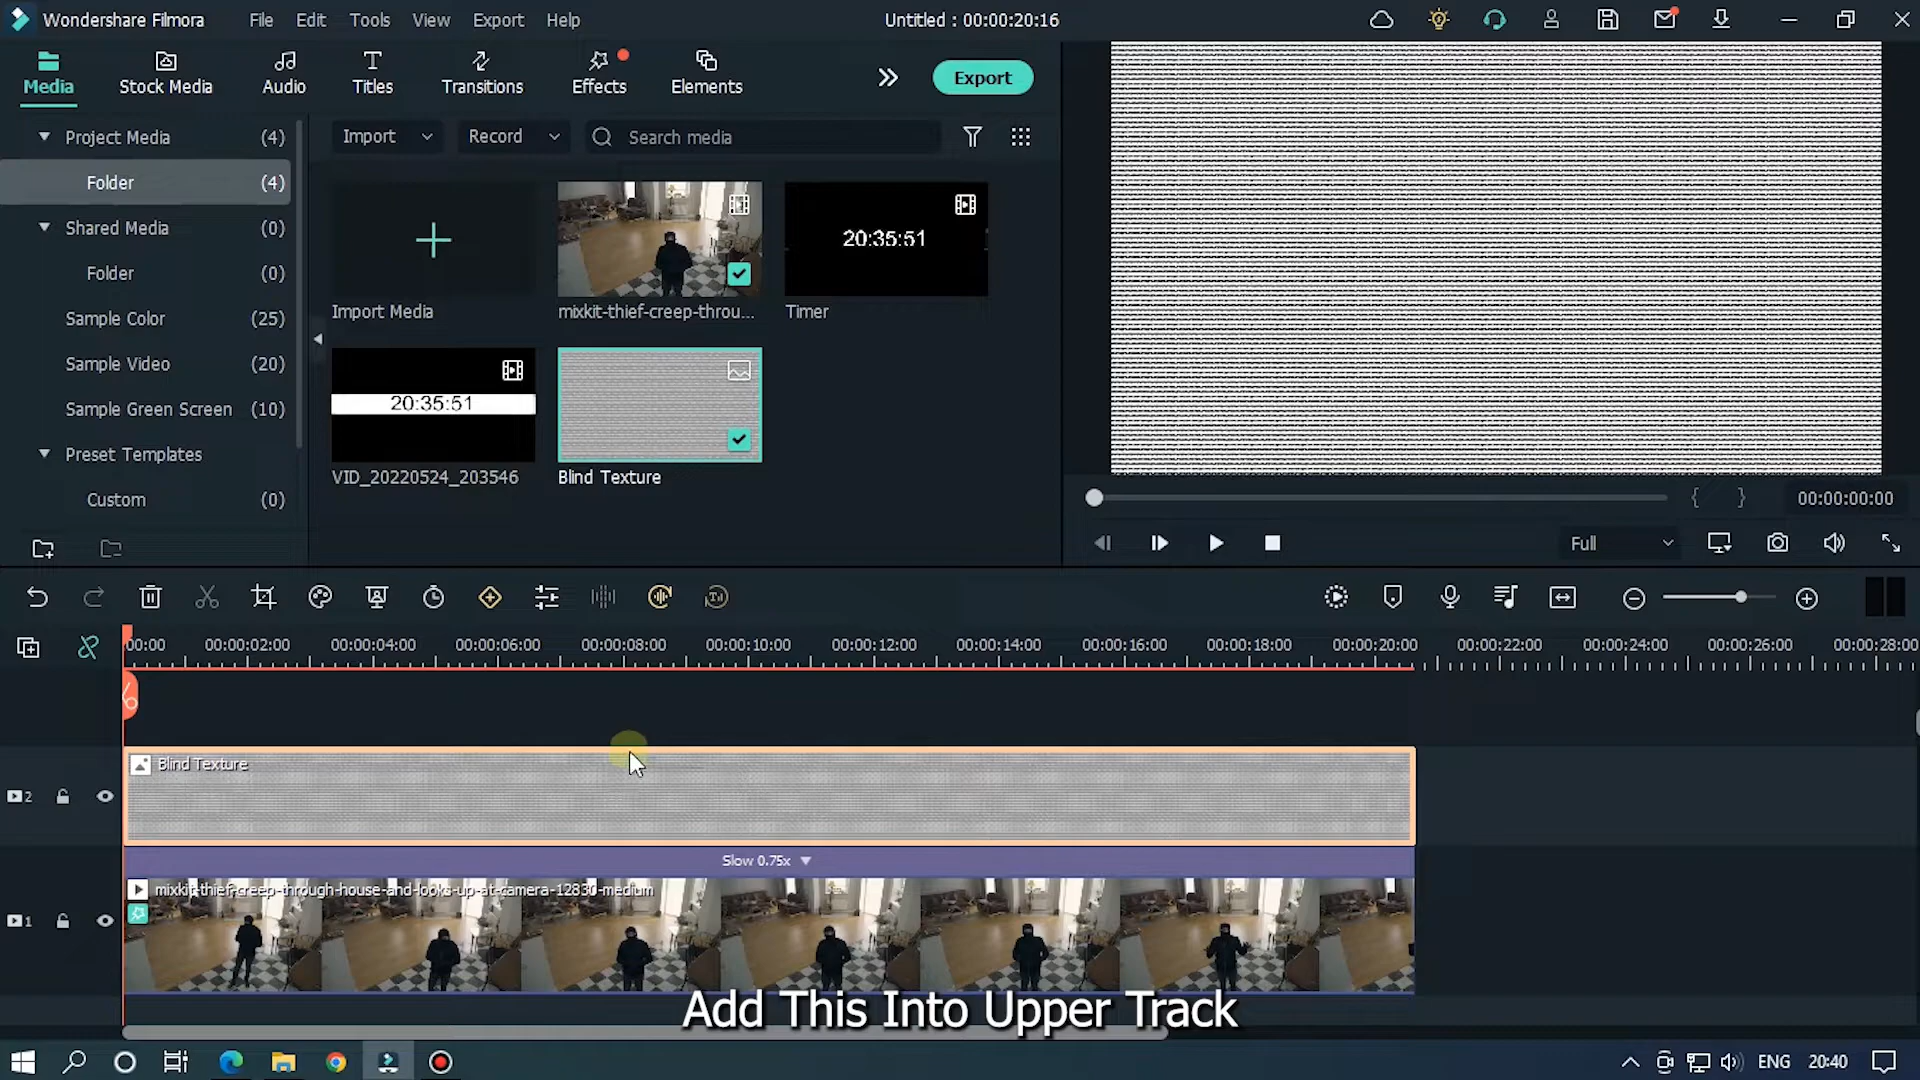 Wondershare Filmora
File Edit Tools View Export Help
Untitled : 00:00:20:16
Media
Stock Media
Audio
Titles
Transitions
Effects
Elements
Export
Project Media (4)
Folder (4)
Shared Media (0)
Folder (0)
Sample Color (25)
Sample Video (20)
Sample Green Screen (10)
Preset Templates
Custom (0)
Import
Record
Search media
20:35:51
Import Media
mixkit-thief-creep-throu...
Timer
20:35:51
VID_20220524_203546
Blind Texture
00:00:00:00
Full
00:00 00:00:02:00 00:00:04:00 00:00:06:00 00:00:08:00 00:00:10:00 00:00:12:00 00:00:14:00 00:00:16:00 00:00:18:00 00:00:20:00 00:00:22:00 00:00:24:00 00:00:26:00 00:00:28:00
Blind Texture
2
Slow 0.75x
mixkit-thief-creep-through-house-and-looks-up-at-camera-12830-medium
1
Add This Into Upper Track
ENG 20:40